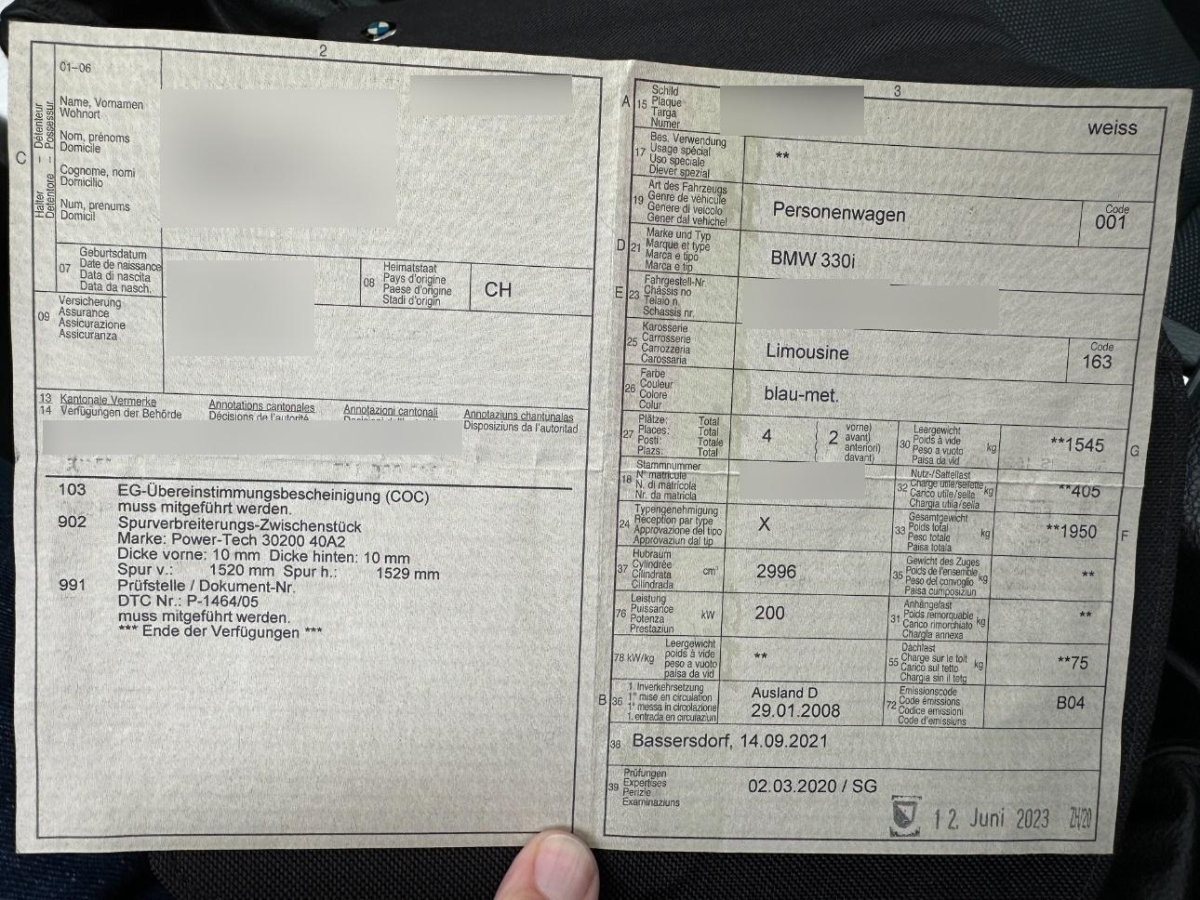 2
01–06
C
Halter – Détenteur
Detentore – Possessur
Name, Vornamen
Wohnort
Nom, prénoms
Domicile
Cognome, nomi
Domicilio
Num, prenums
Domicil
07
Geburtsdatum
Date de naissance
Data di nascita
Data da nasch.
08
Heimatstaat
Pays d'origine
Paese d'origine
Stadi d'origin
CH
09
Versicherung
Assurance
Assicurazione
Assicuranza
13 Kantonale Vermerke Annotations cantonales Annotazioni cantonali Annotaziuns chantunalas
14 Verfügungen der Behörde Décisions de l'autorité Disposiziuns da l'autoritad
103 EG-Übereinstimmungsbescheinigung (COC)
muss mitgeführt werden.
902 Spurverbreiterungs-Zwischenstück
Marke: Power-Tech 30200 40A2
Dicke vorne: 10 mm Dicke hinten: 10 mm
Spur v.: 1520 mm Spur h.: 1529 mm
991 Prüfstelle / Dokument-Nr.
DTC Nr.: P-1464/05
muss mitgeführt werden.
*** Ende der Verfügungen ***
3
A 15
Schild
Plaque
Targa
Numer
weiss
17
Bes. Verwendung
Usage spécial
Uso speciale
Diever spezial
**
19
Art des Fahrzeugs
Genre de véhicule
Genere di veicolo
Gener dal vehichel
Personenwagen
Code
001
D 21
Marke und Typ
Marque et type
Marca e tipo
Marca e tip
BMW 330i
E 23
Fahrgestell-Nr
Châssis no
Telaio n.
Schassis nr.
25
Karosserie
Carrosserie
Carrozzeria
Carossaria
Limousine
Code
163
26
Farbe
Couleur
Colore
Colur
blau-met.
27
Plätze: Total
Places: Total
Posti: Totale
Plazs: Total
4
2
vorne)
avant)
anteriori)
davant)
30
Leergewicht
Poids à vide
Peso a vuoto
Paisa da vid
kg
**1545
G
18
Stammnummer
N° matricule
N. di matricola
Nr. da matricla
32
Nutz-/Sattellast
Charge utile/sellette
Carico utile/sella
Chargia utila/sella
kg
**405
24
Typengenehmigung
Réception par type
Approvazione del tipo
Approvaziun dal tip
X
33
Gesamtgewicht
Poids total
Peso totale
Paisa totala
kg
**1950
F
37
Hubraum
Cylindrée
Cilindrata
Cilindrada
cm³
2996
35
Gewicht des Zuges
Poids de l'ensemble
Peso del convoglio
Paisa cumposiziun
kg
**
76
Leistung
Puissance
Potenza
Prestaziun
kW
200
31
Anhängelast
Poids remorquable
Carico rimorchiato
Chargia annexa
kg
**
78 kW/kg
Leergewicht
poids à vide
peso a vuoto
paisa da vid
**
55
Dachlast
Charge sur le toit
Carico sul tetto
Chargia sin il tetg
kg
**75
B 36
1. Inverkehrsetzung
1re mise en circulation
1a messa in circolazione
1. entrada en circulaziun
Ausland D
29.01.2008
72
Emissionscode
Code émissions
Codice emissioni
Code d'emissiuns
B04
38 Bassersdorf, 14.09.2021
39
Prüfungen
Expertises
Perizie
Examinaziuns
02.03.2020 / SG
12. Juni 2023 ZH/20